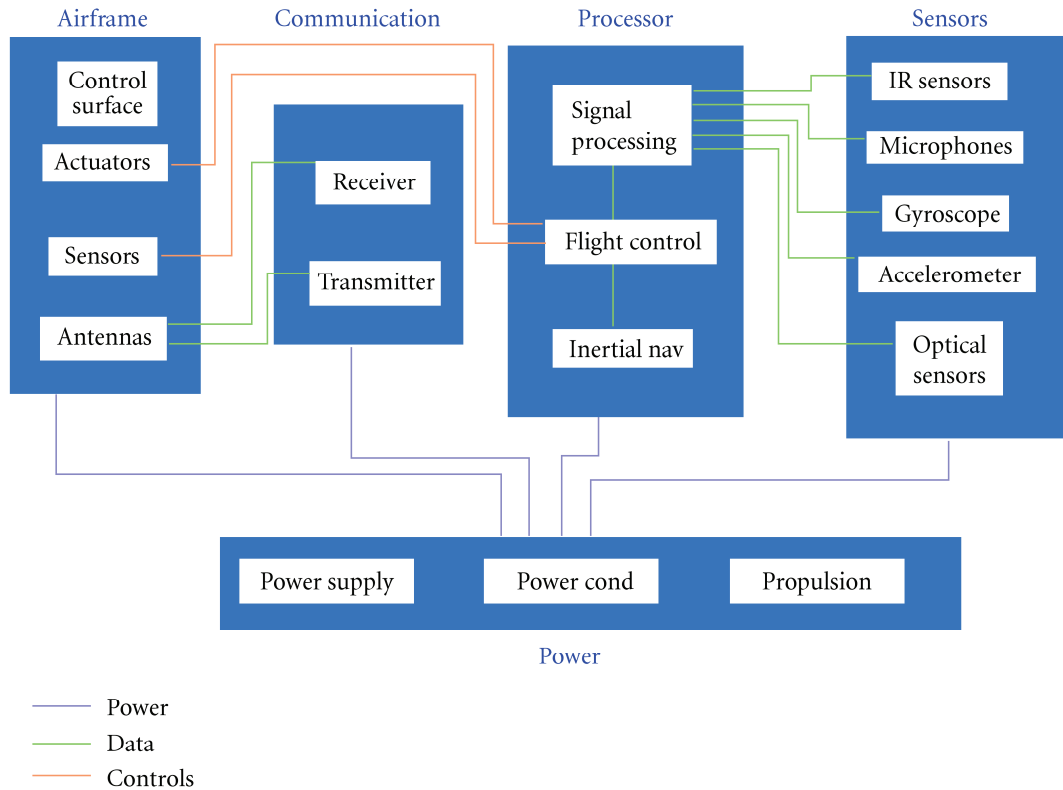 Airframe
Control
surface
Actuators
Sensors
Antennas
Communication
Receiver
Transmitter
Processor
Signal
processing
Flight control
Inertial nav
Sensors
IR sensors
Microphones
Gyroscope
Accelerometer
Optical
sensors
Power supply
Power cond
Propulsion
Power
Power
Data
Controls